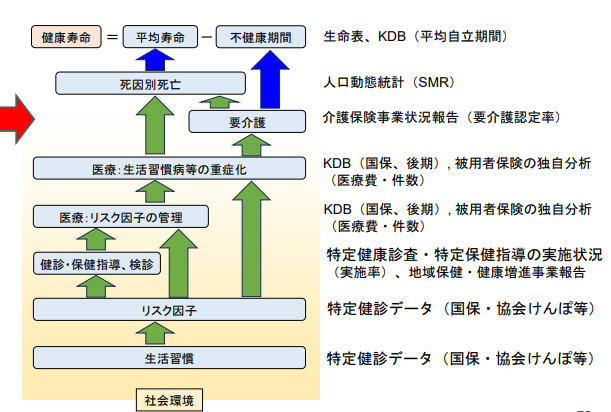 健康寿命 ＝ 平均寿命 － 不健康期間 生命表、KDB（平均自立期間）
死因別死亡 人口動態統計（SMR）
要介護 介護保険事業状況報告（要介護認定率）
医療：生活習慣病等の重症化 KDB（国保、後期）, 被用者保険の独自分析
（医療費・件数）
医療：リスク因子の管理 KDB（国保、後期）, 被用者保険の独自分析
（医療費・件数）
健診・保健指導、検診 特定健康診査・特定保健指導の実施状況
（実施率）、地域保健・健康増進事業報告
リスク因子 特定健診データ（国保・協会けんぽ等）
生活習慣 特定健診データ（国保・協会けんぽ等）
社会環境